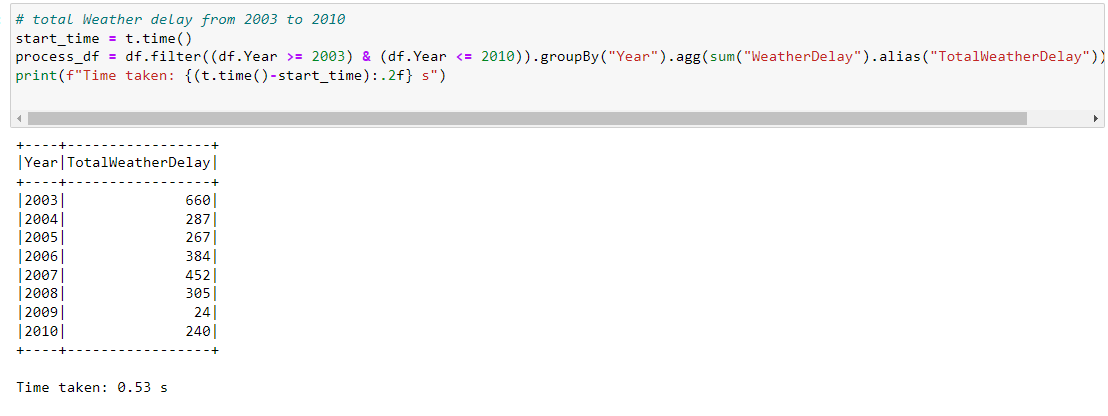 # total Weather delay from 2003 to 2010
start_time = t.time()
process_df = df.filter((df.Year >= 2003) & (df.Year <= 2010)).groupBy("Year").agg(sum("WeatherDelay").alias("TotalWeatherDelay"))
print(f"Time taken: {(t.time()-start_time):.2f} s")
+----+-----------------+
|Year|TotalWeatherDelay|
+----+-----------------+
|2003|              660|
|2004|              287|
|2005|              267|
|2006|              384|
|2007|              452|
|2008|              305|
|2009|               24|
|2010|              240|
+----+-----------------+
Time taken: 0.53 s